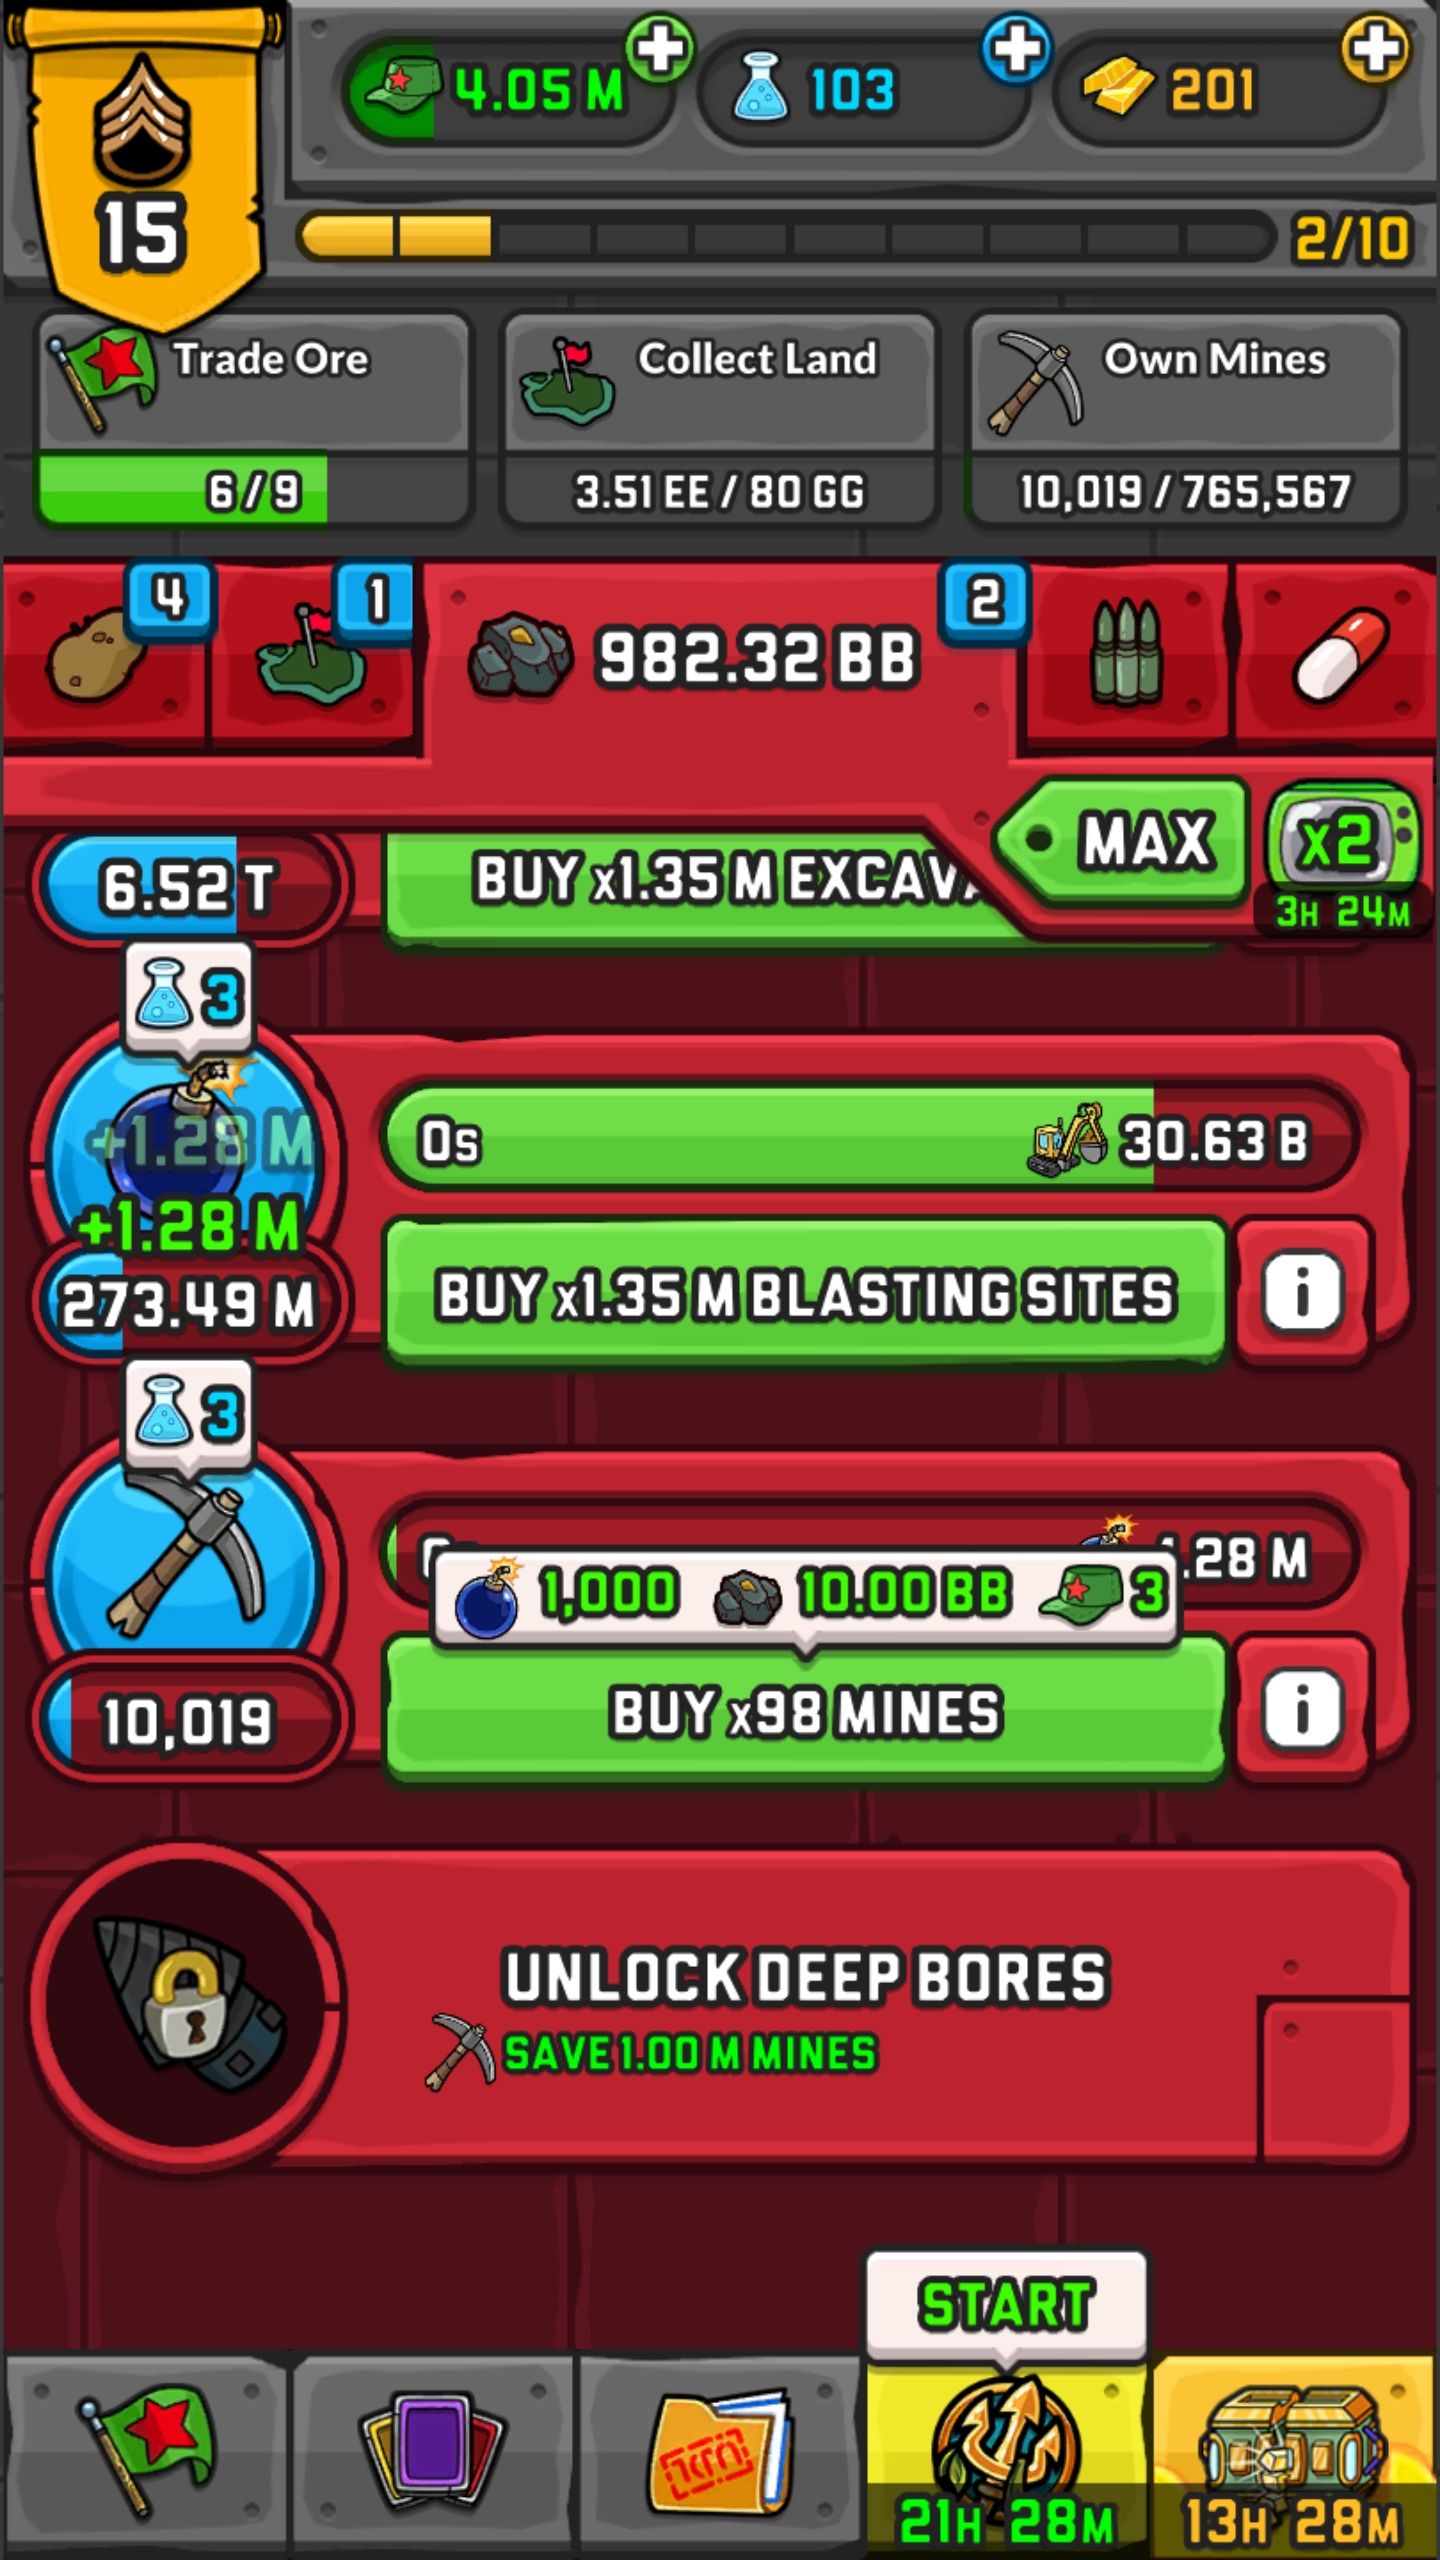 4.05 M
103
201
15
2/10
Trade Ore
Collect Land
Own Mines
6/9
3.51 EE / 80 GG
10,019 / 765,567
4
1
982.32 BB
2
MAX
x2
3H 24M
6.52 T
BUY x1.35 M EXCAV
3
+1.28 M
0s
30.63 B
+1.28 M
273.49 M
BUY x1.35 M BLASTING SITES
i
3
.28 M
1,000
10.00 BB
3
10,019
BUY x98 MINES
i
UNLOCK DEEP BORES
SAVE 1.00 M MINES
START
21H 28M
13H 28M